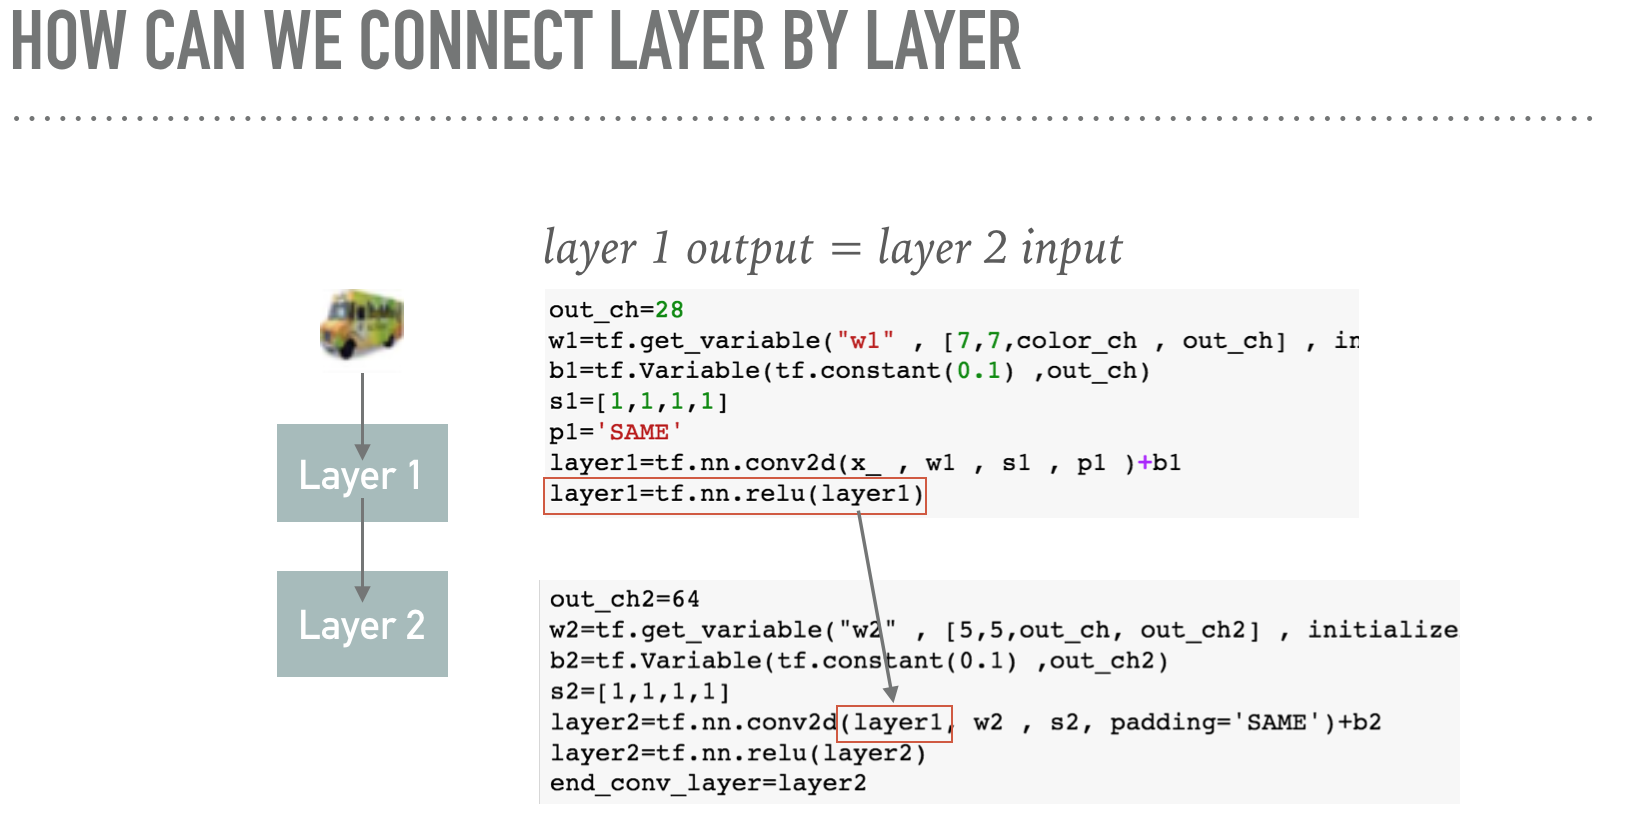 HOW CAN WE CONNECT LAYER BY LAYER
layer 1 output = layer 2 input
out_ch=28
w1=tf.get_variable("w1" , [7,7,color_ch , out_ch] , in
b1=tf.Variable(tf.constant(0.1) ,out_ch)
s1=[1,1,1,1]
p1='SAME'
layer1=tf.nn.conv2d(x_ , w1 , s1 , p1 )+b1
layer1=tf.nn.relu(layer1)
Layer 1
Layer 2
out_ch2=64
w2=tf.get_variable("w2" , [5,5,out_ch, out_ch2] , initialize
b2=tf.Variable(tf.constant(0.1) ,out_ch2)
s2=[1,1,1,1]
layer2=tf.nn.conv2d(layer1, w2 , s2, padding='SAME')+b2
layer2=tf.nn.relu(layer2)
end_conv_layer=layer2